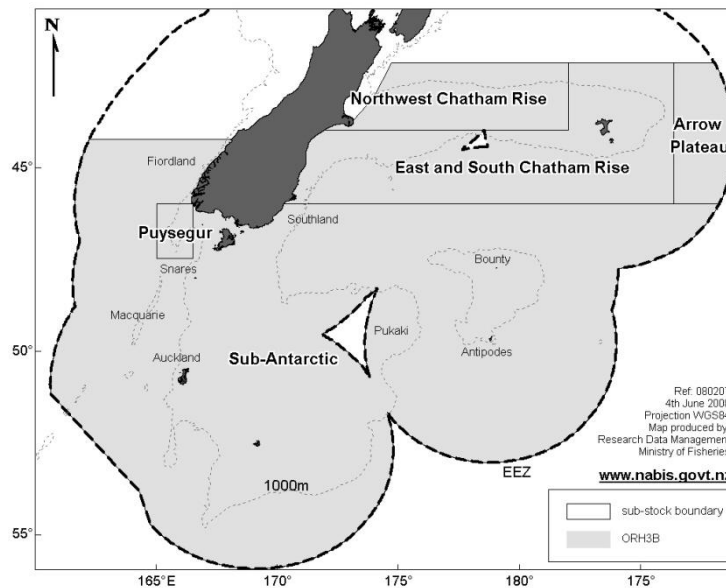 N
Northwest Chatham Rise
Arrow
Plateau
45°
Fiordland
East and South Chatham Rise
Southland
Puysegur
Snares
Bounty
Macquarie
Pukaki
50°
Auckland
Sub-Antarctic
Antipodes
Ref: 080207
4th June 2008
Projection WGS84
Map produced by
Research Data Management
Ministry of Fisheries
EEZ
www.nabis.govt.nz
1000m
sub-stock boundary
ORH3B
55°
165°E
170°
175°
180°
175°